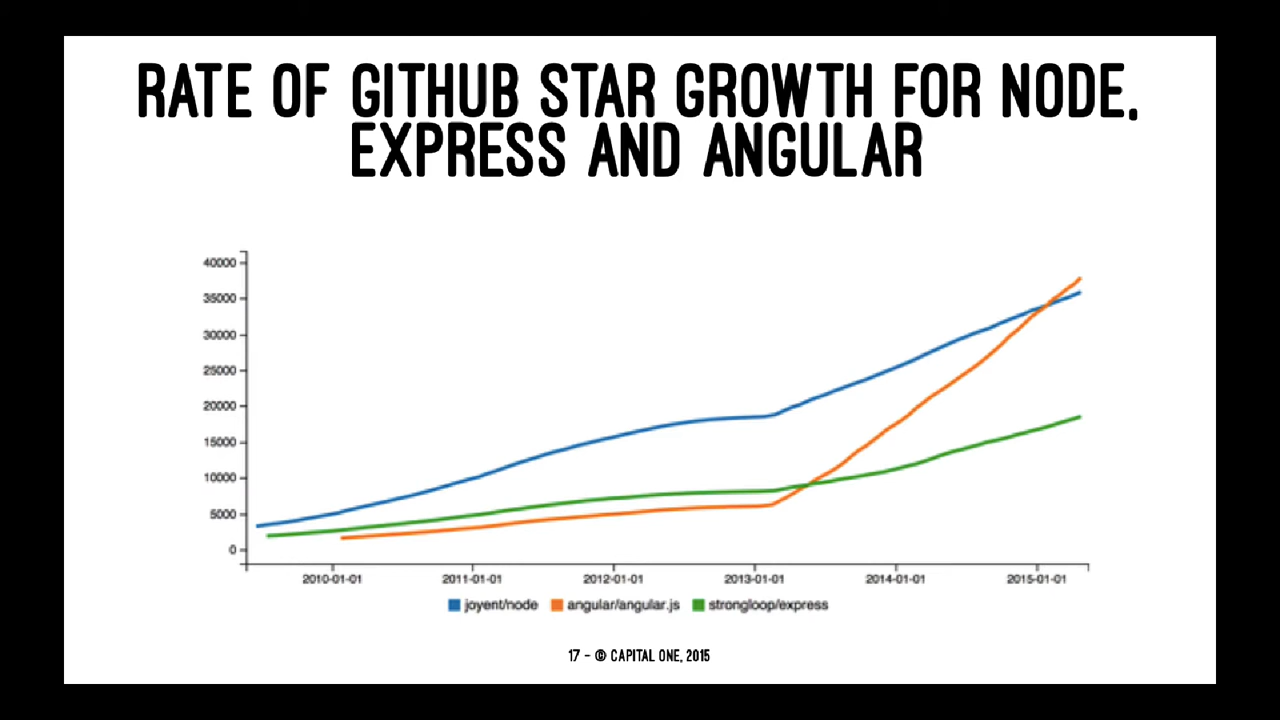 RATE OF GITHUB STAR GROWTH FOR NODE,
EXPRESS AND ANGULAR
40000
35000
30000
25000
20000
15000
10000
5000
0
2010-01-01 2011-01-01 2012-01-01 2013-01-01 2014-01-01 2015-01-01
joyent/node angular/angular.js strongloop/express
17 - © CAPITAL ONE, 2015